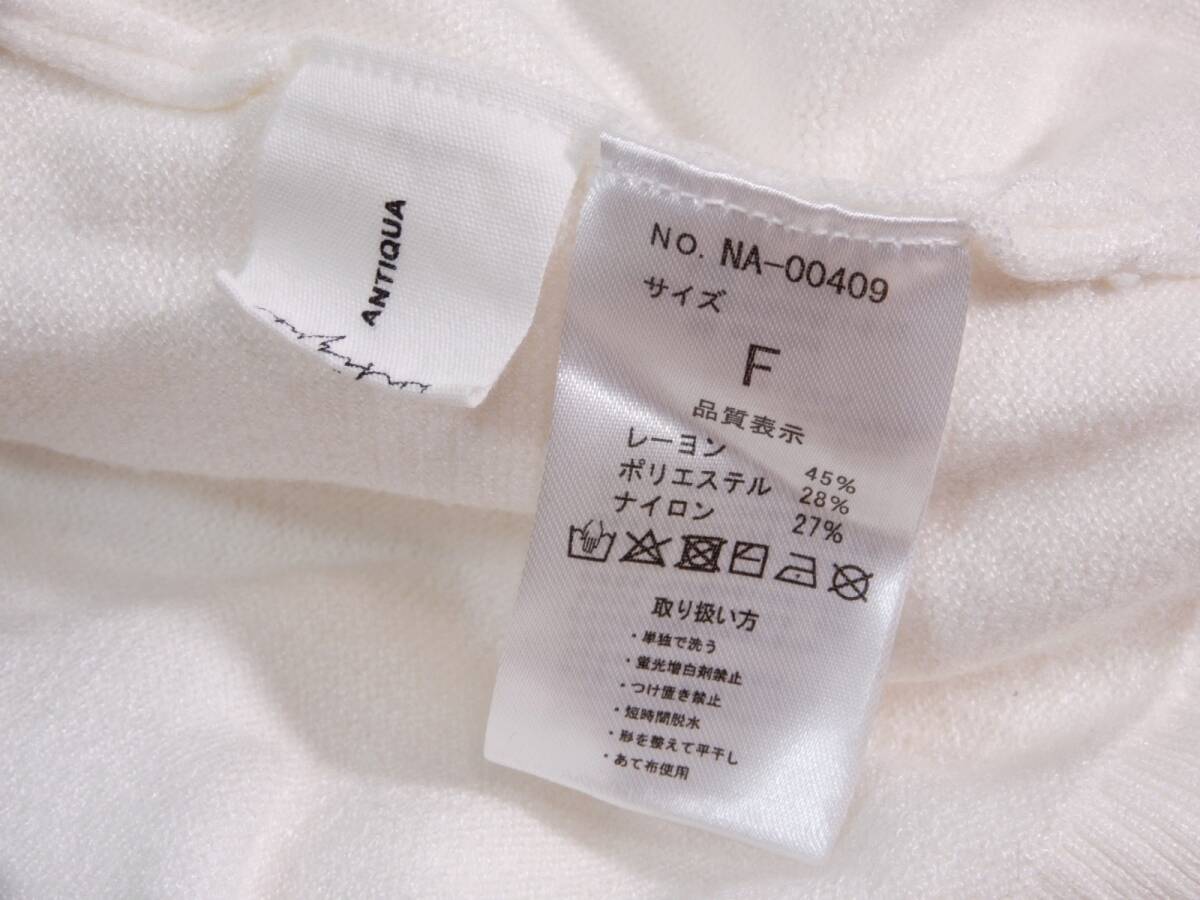 ANTIQUA
antiqua
NO. NA-00409
サイズ
F
品質表示
レーヨン 45%
ポリエステル 28%
ナイロン 27%
取り扱い方
・単独で洗う
・蛍光増白剤禁止
・つけ置き禁止
・短時間脱水
・形を整えて平干し
・あて布使用